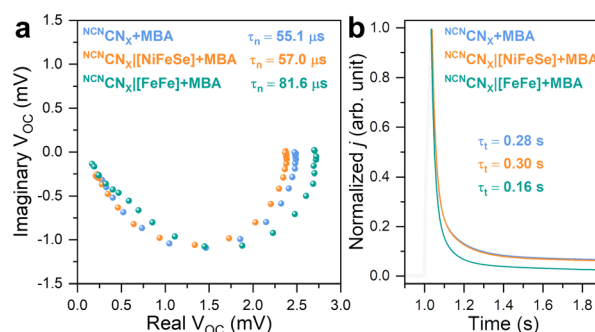 a
ᴺᶜᴺCNₓ+MBA τₙ = 55.1 μs
ᴺᶜᴺCNₓ|[NiFeSe]+MBA τₙ = 57.0 μs
ᴺᶜᴺCNₓ|[FeFe]+MBA τₙ = 81.6 μs
Imaginary V_OC (mV)
1.5
1.0
0.5
0.0
-0.5
-1.0
-1.5
0.0 0.5 1.0 1.5 2.0 2.5 3.0
Real V_OC (mV)
b
ᴺᶜᴺCNₓ+MBA
ᴺᶜᴺCNₓ|[NiFeSe]+MBA
ᴺᶜᴺCNₓ|[FeFe]+MBA
τₜ = 0.28 s
τₜ = 0.30 s
τₜ = 0.16 s
Normalized j (arb. unit)
1.0
0.8
0.6
0.4
0.2
0.0
1.0 1.2 1.4 1.6 1.8
Time (s)